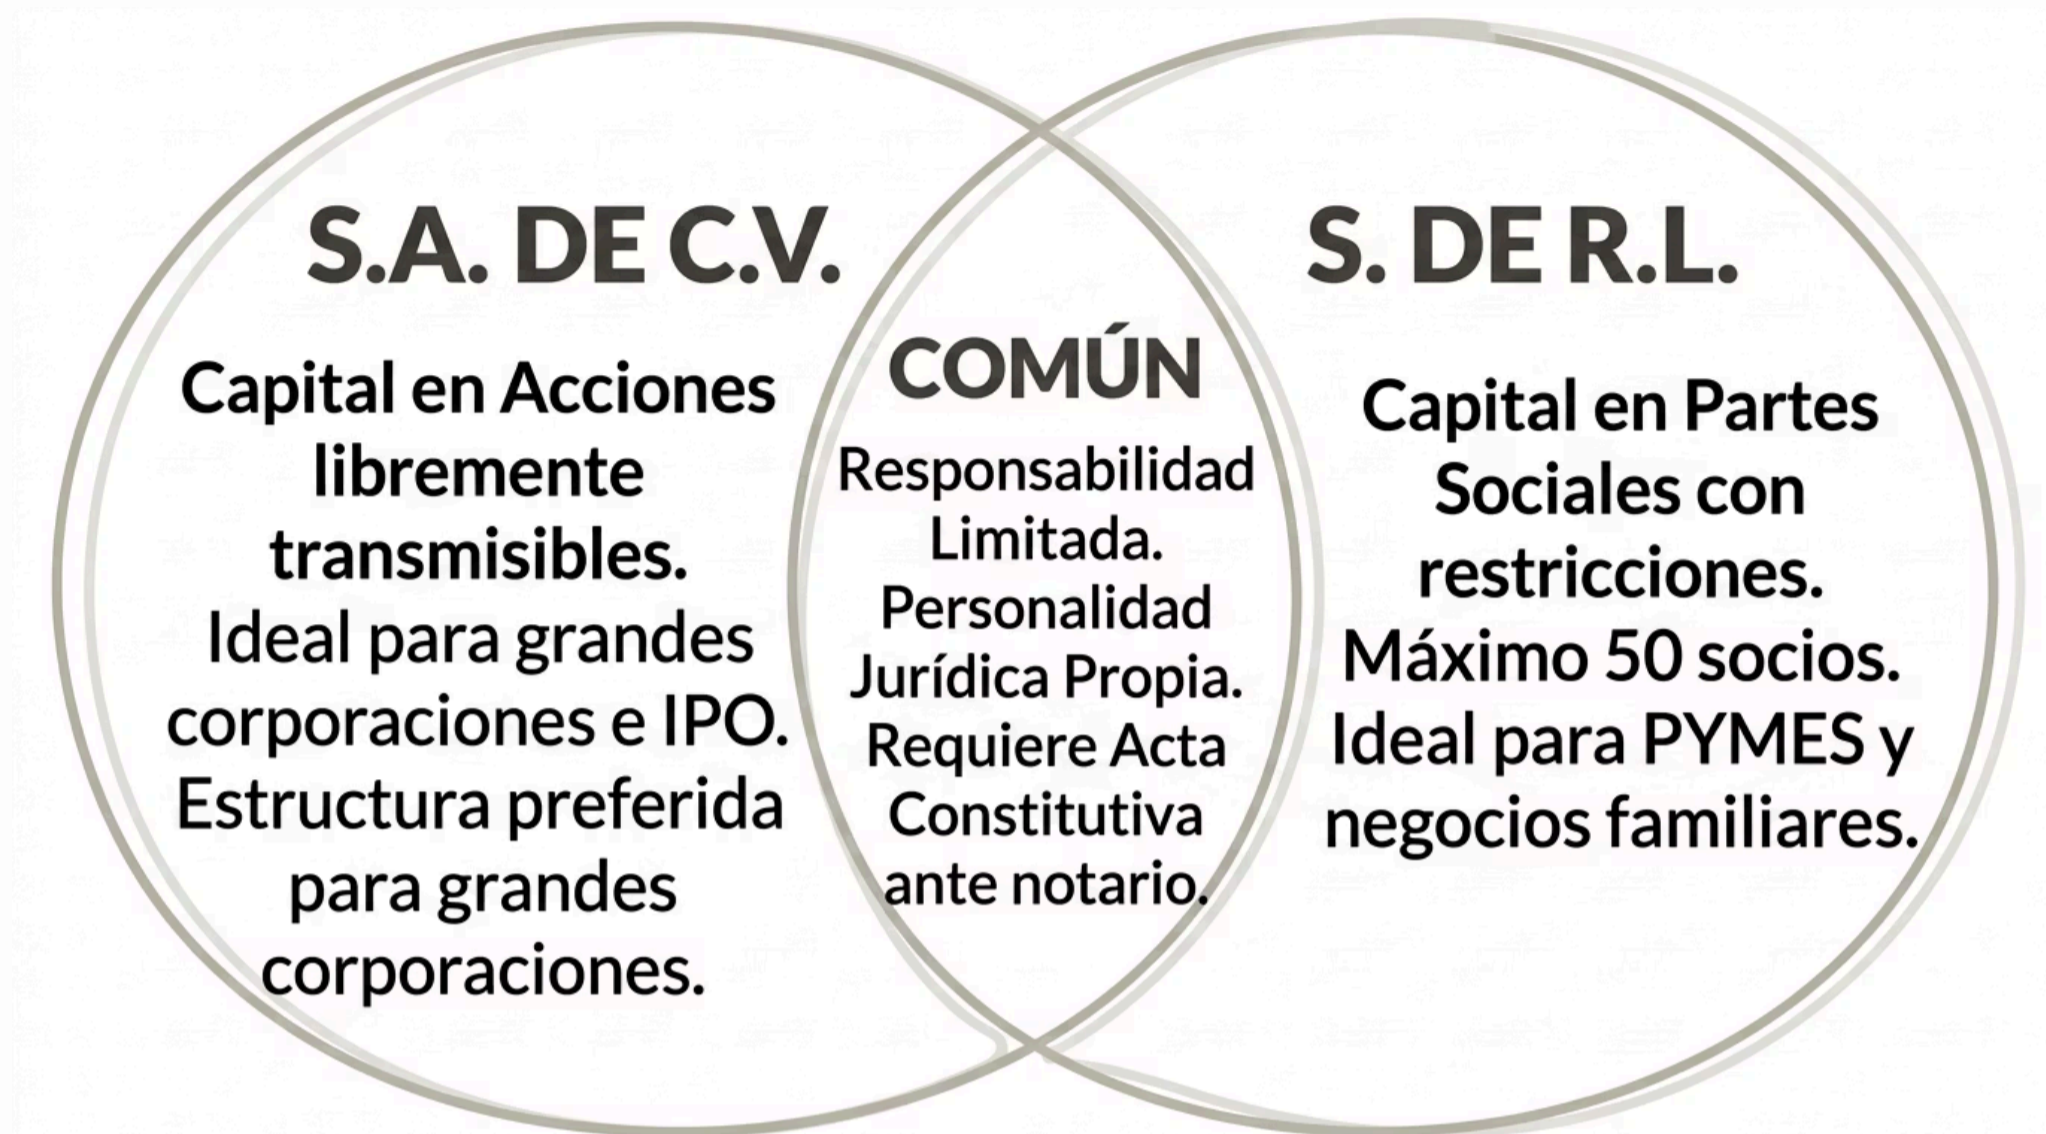 S.A. DE C.V.
Capital en Acciones
libremente
transmisibles.
Ideal para grandes
corporaciones e IPO.
Estructura preferida
para grandes
corporaciones.
COMÚN
Responsabilidad
Limitada.
Personalidad
Jurídica Propia.
Requiere Acta
Constitutiva
ante notario.
S. DE R.L.
Capital en Partes
Sociales con
restricciones.
Máximo 50 socios.
Ideal para PYMES y
negocios familiares.